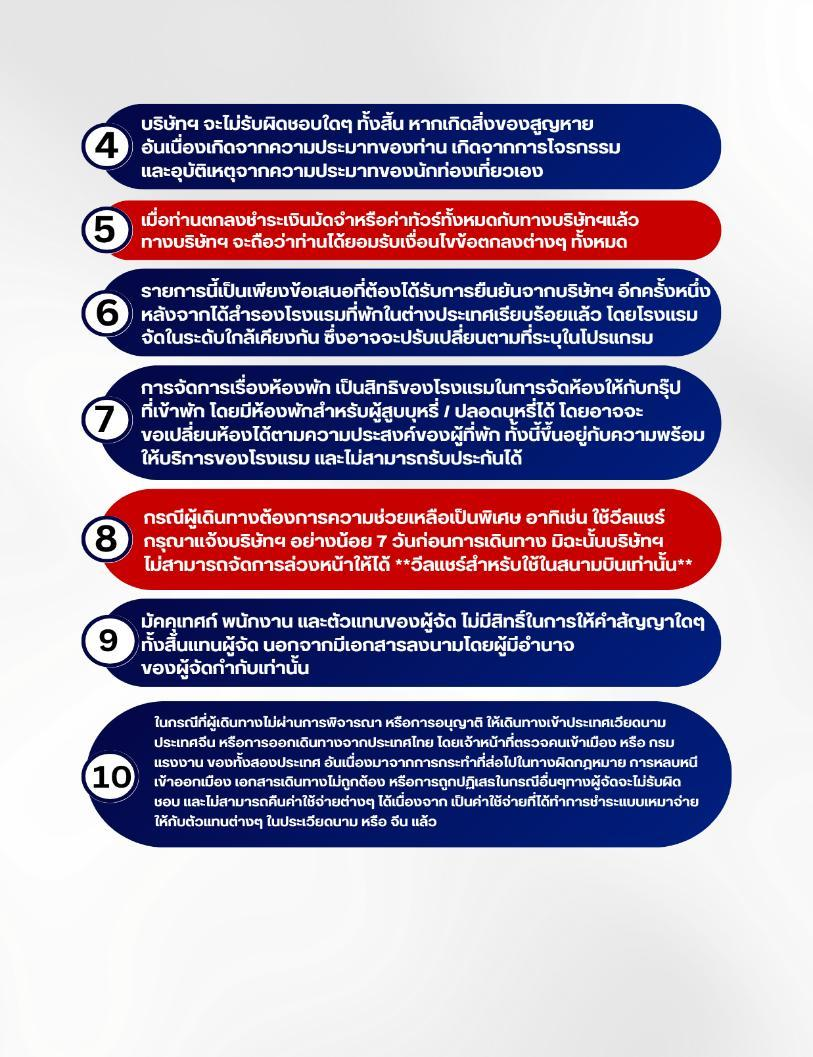 4
บริษัทฯ จะไม่รับผิดชอบใดๆ ทั้งสิ้น หากเกิดสิ่งของสูญหาย
อันเนื่องเกิดจากความประมาทของท่าน เกิดจากการโจรกรรม
และอุบัติเหตุจากความประมาทของนักท่องเที่ยวเอง
5
เมื่อท่านตกลงชำระเงินมัดจำหรือค่าทัวร์ทั้งหมดกับทางบริษัทฯแล้ว
ทางบริษัทฯ จะถือว่าท่านได้ยอมรับเงื่อนไขข้อตกลงต่างๆ ทั้งหมด
6
รายการนี้เป็นเพียงข้อเสนอที่ต้องได้รับการยืนยันจากบริษัทฯ อีกครั้งหนึ่ง
หลังจากได้สำรองโรงแรมที่พักในต่างประเทศเรียบร้อยแล้ว โดยโรงแรม
จัดในระดับใกล้เคียงกัน ซึ่งอาจจะปรับเปลี่ยนตามที่ระบุในโปรแกรม
7
การจัดการเรื่องห้องพัก เป็นสิทธิของโรงแรมในการจัดห้องให้กับกรุ๊ป
ที่เข้าพัก โดยมีห้องพักสำหรับผู้สูบบุหรี่ / ปลอดบุหรี่ได้ โดยอาจจะ
ขอเปลี่ยนห้องได้ตามความประสงค์ของผู้ที่พัก ทั้งนี้ขึ้นอยู่กับความพร้อม
ให้บริการของโรงแรม และไม่สามารถรับประกันได้
8
กรณีผู้เดินทางต้องการความช่วยเหลือเป็นพิเศษ อาทิเช่น ใช้วีลแชร์
กรุณาแจ้งบริษัทฯ อย่างน้อย 7 วันก่อนการเดินทาง มิฉะนั้นบริษัทฯ
ไม่สามารถจัดการล่วงหน้าให้ได้ **วีลแชร์สำหรับใช้ในสนามบินเท่านั้น**
9
มัคคุเทศก์ พนักงาน และตัวแทนของผู้จัด ไม่มีสิทธิ์ในการให้คำสัญญาใดๆ
ทั้งสิ้นแทนผู้จัด นอกจากมีเอกสารลงนามโดยผู้มีอำนาจ
ของผู้จัดกำกับเท่านั้น
10
ในกรณีที่ผู้เดินทางไม่ผ่านการพิจารณา หรือการอนุญาติ ให้เดินทางเข้าประเทศเวียดนาม
ประเทศจีน หรือการออกเดินทางจากประเทศไทย โดยเจ้าหน้าที่ตรวจคนเข้าเมือง หรือ กรม
แรงงาน ของทั้งสองประเทศ อันเนื่องมาจากการกระทำที่ส่อไปในทางผิดกฎหมาย การหลบหนี
เข้าออกเมือง เอกสารเดินทางไม่ถูกต้อง หรือการถูกปฏิเสธในกรณีอื่นๆทางผู้จัดจะไม่รับผิด
ชอบ และไม่สามารถคืนค่าใช้จ่ายต่างๆ ได้เนื่องจาก เป็นค่าใช้จ่ายที่ได้ทำการชำระแบบเหมาจ่าย
ให้กับตัวแทนต่างๆ ในประเวียดนาม หรือ จีน แล้ว